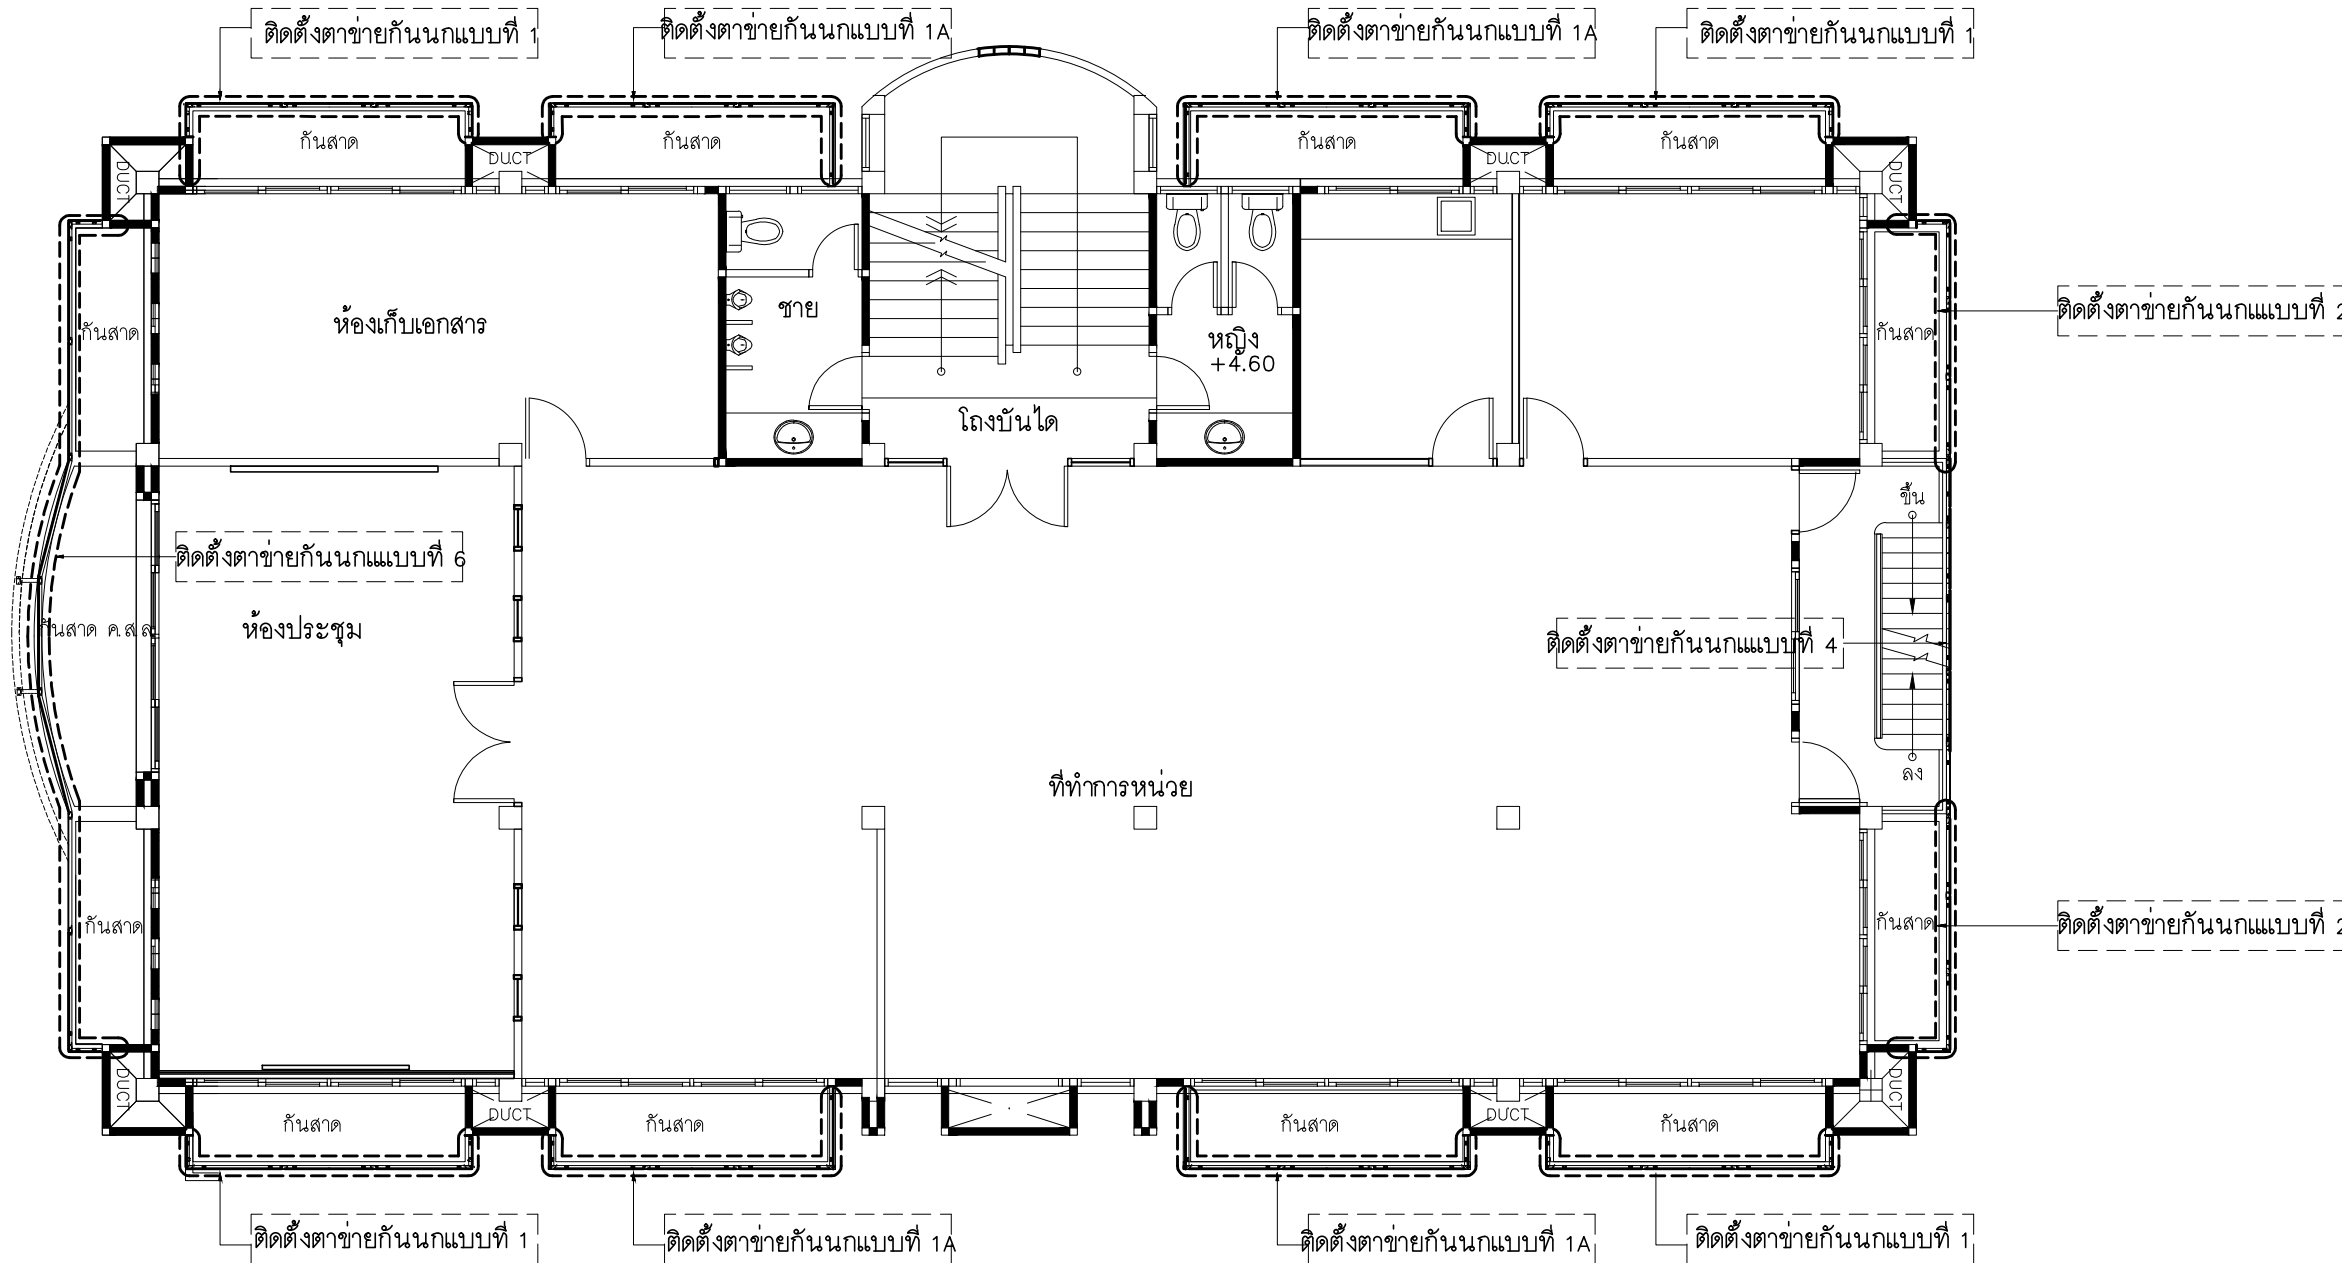 ติดตั้งตาข่ายกันนกแบบที่ 1
ติดตั้งตาข่ายกันนกแบบที่ 1A
ติดตั้งตาข่ายกันนกแบบที่ 1A
ติดตั้งตาข่ายกันนกแบบที่ 1
กันสาด
กันสาด
กันสาด
กันสาด
DUCT
DUCT
DUCT
DUCT
ห้องเก็บเอกสาร
ชาย
หญิง
+4.60
กันสาด
กันสาด
ติดตั้งตาข่ายกันนกแแบบที่ 2
โถงบันได
ขึ้น
ติดตั้งตาข่ายกันนกแแบบที่ 6
กันสาด ค.ส.ล
ห้องประชุม
ติดตั้งตาข่ายกันนกแแบบที่ 4
ลง
ที่ทำการหน่วย
กันสาด
กันสาด
ติดตั้งตาข่ายกันนกแแบบที่ 2
DUCT
DUCT
DUCT
DUCT
กันสาด
กันสาด
กันสาด
กันสาด
ติดตั้งตาข่ายกันนกแบบที่ 1
ติดตั้งตาข่ายกันนกแบบที่ 1A
ติดตั้งตาข่ายกันนกแบบที่ 1A
ติดตั้งตาข่ายกันนกแบบที่ 1